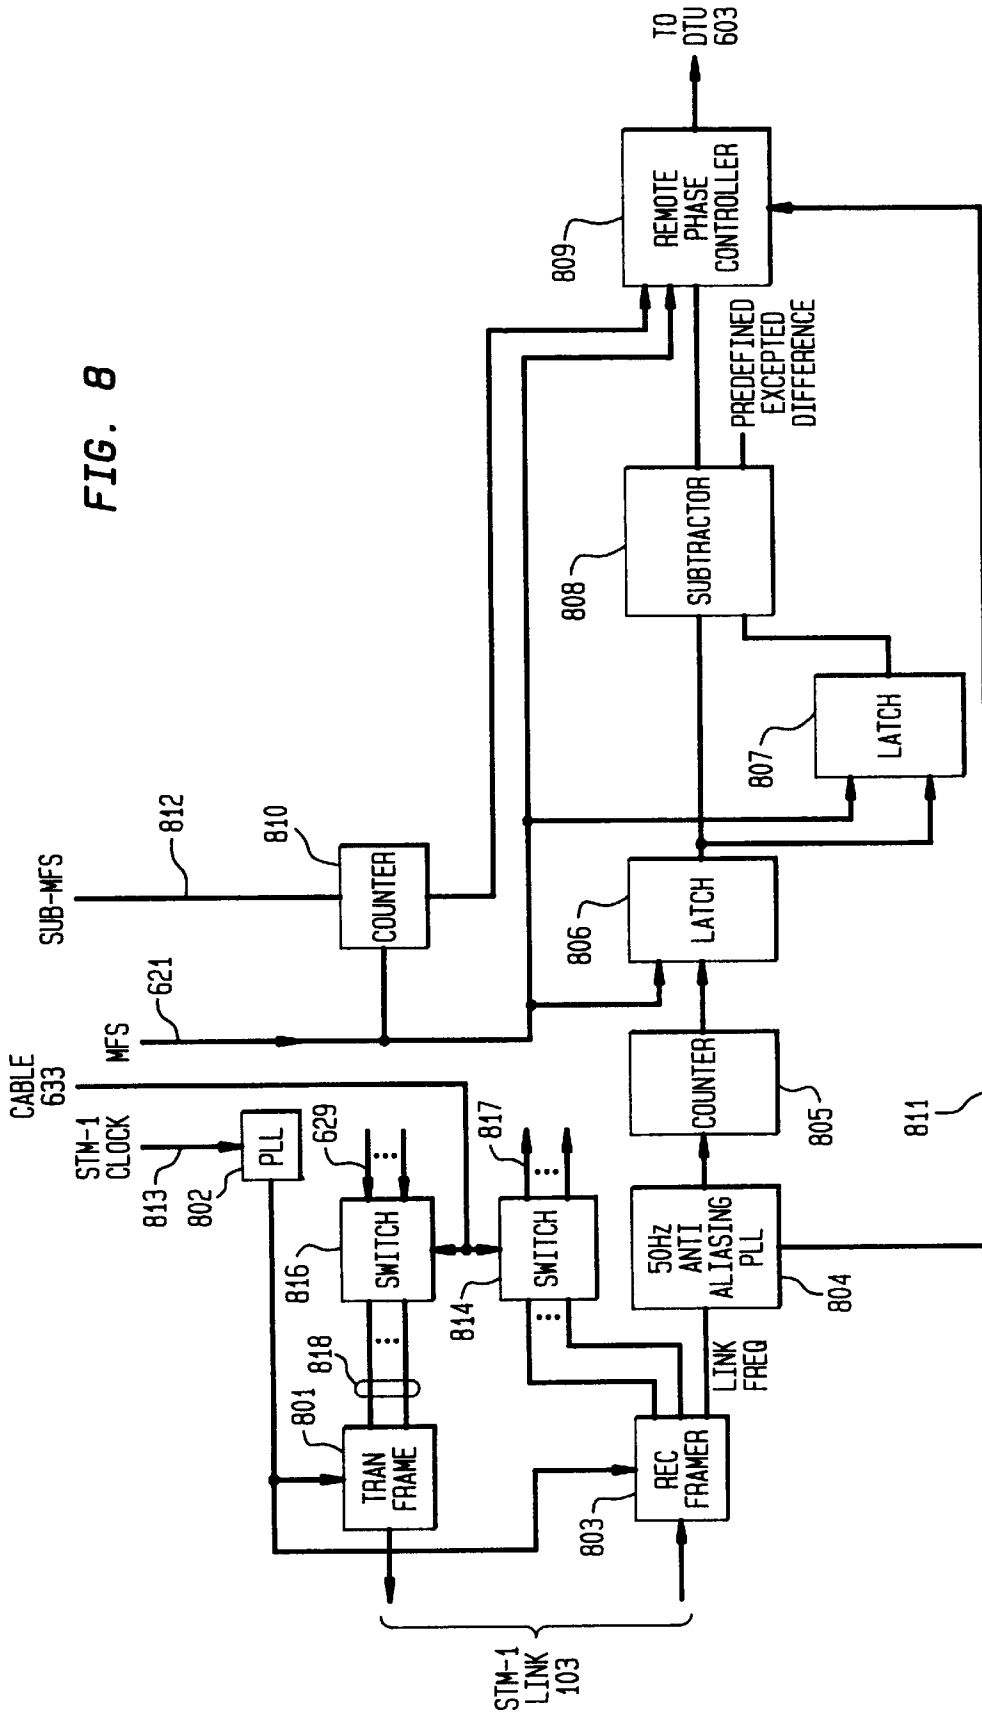 FIG. 8
STM-1
CLOCK
813
802
PLL
CABLE
633
MFS
621
SUB-MFS
812
810
COUNTER
TO
DTU
603
809
REMOTE
PHASE
CONTROLLER
STM-1
LINK
103
801
TRAN
FRAME
818
816
SWITCH
629
814
SWITCH
817
803
REC
FRAMER
LINK
FREQ
50HZ
ANTI
ALIASING
PLL
804
COUNTER
805
806
LATCH
807
LATCH
808
SUBTRACTOR
PREDEFINED
EXCEPTED
DIFFERENCE
811